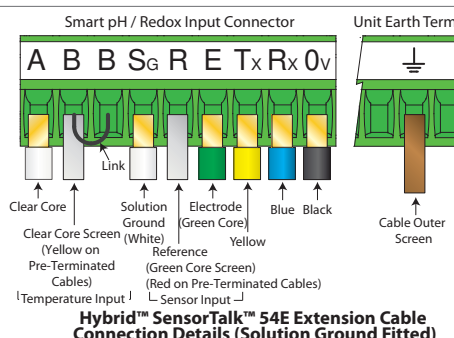 Smart pH / Redox Input Connector
Unit Earth Term
A B B SG R E Tx Rx 0v
Link
Clear Core
Clear Core Screen
(Yellow on
Pre-Terminated
Cables)
Temperature Input
Solution
Ground
(White)
Reference
(Green Core Screen)
(Red on Pre-Terminated Cables)
Sensor Input
Electrode
(Green Core)
Yellow
Blue
Black
Cable Outer
Screen
Hybrid™ SensorTalk™ 54E Extension Cable
Connection Details (Solution Ground Fitted)